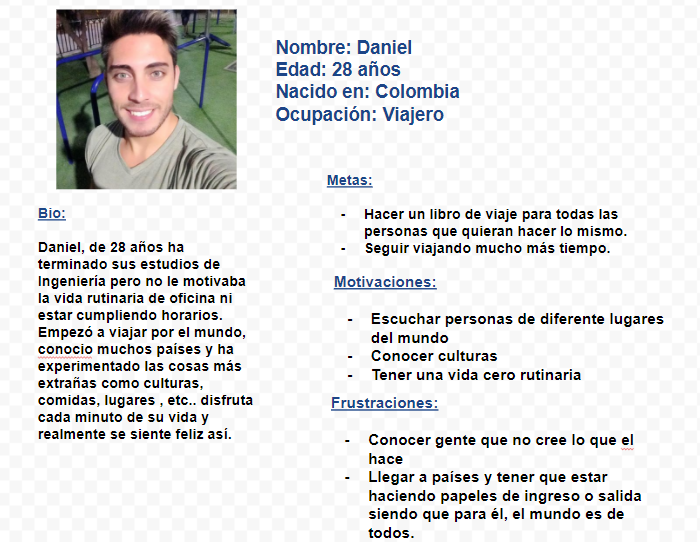 Nombre: Daniel
Edad: 28 años
Nacido en: Colombia
Ocupación: Viajero
Bio:
Daniel, de 28 años ha
terminado sus estudios de
Ingeniería pero no le motivaba
la vida rutinaria de oficina ni
estar cumpliendo horarios.
Empezó a viajar por el mundo,
conocio muchos países y ha
experimentado las cosas más
extrañas como culturas,
comidas, lugares , etc.. disfruta
cada minuto de su vida y
realmente se siente feliz así.
Metas:
- Hacer un libro de viaje para todas las
personas que quieran hacer lo mismo.
- Seguir viajando mucho más tiempo.
Motivaciones:
- Escuchar personas de diferente lugares
del mundo
- Conocer culturas
- Tener una vida cero rutinaria
Frustraciones:
- Conocer gente que no cree lo que el
hace
- Llegar a países y tener que estar
haciendo papeles de ingreso o salida
siendo que para él, el mundo es de
todos.